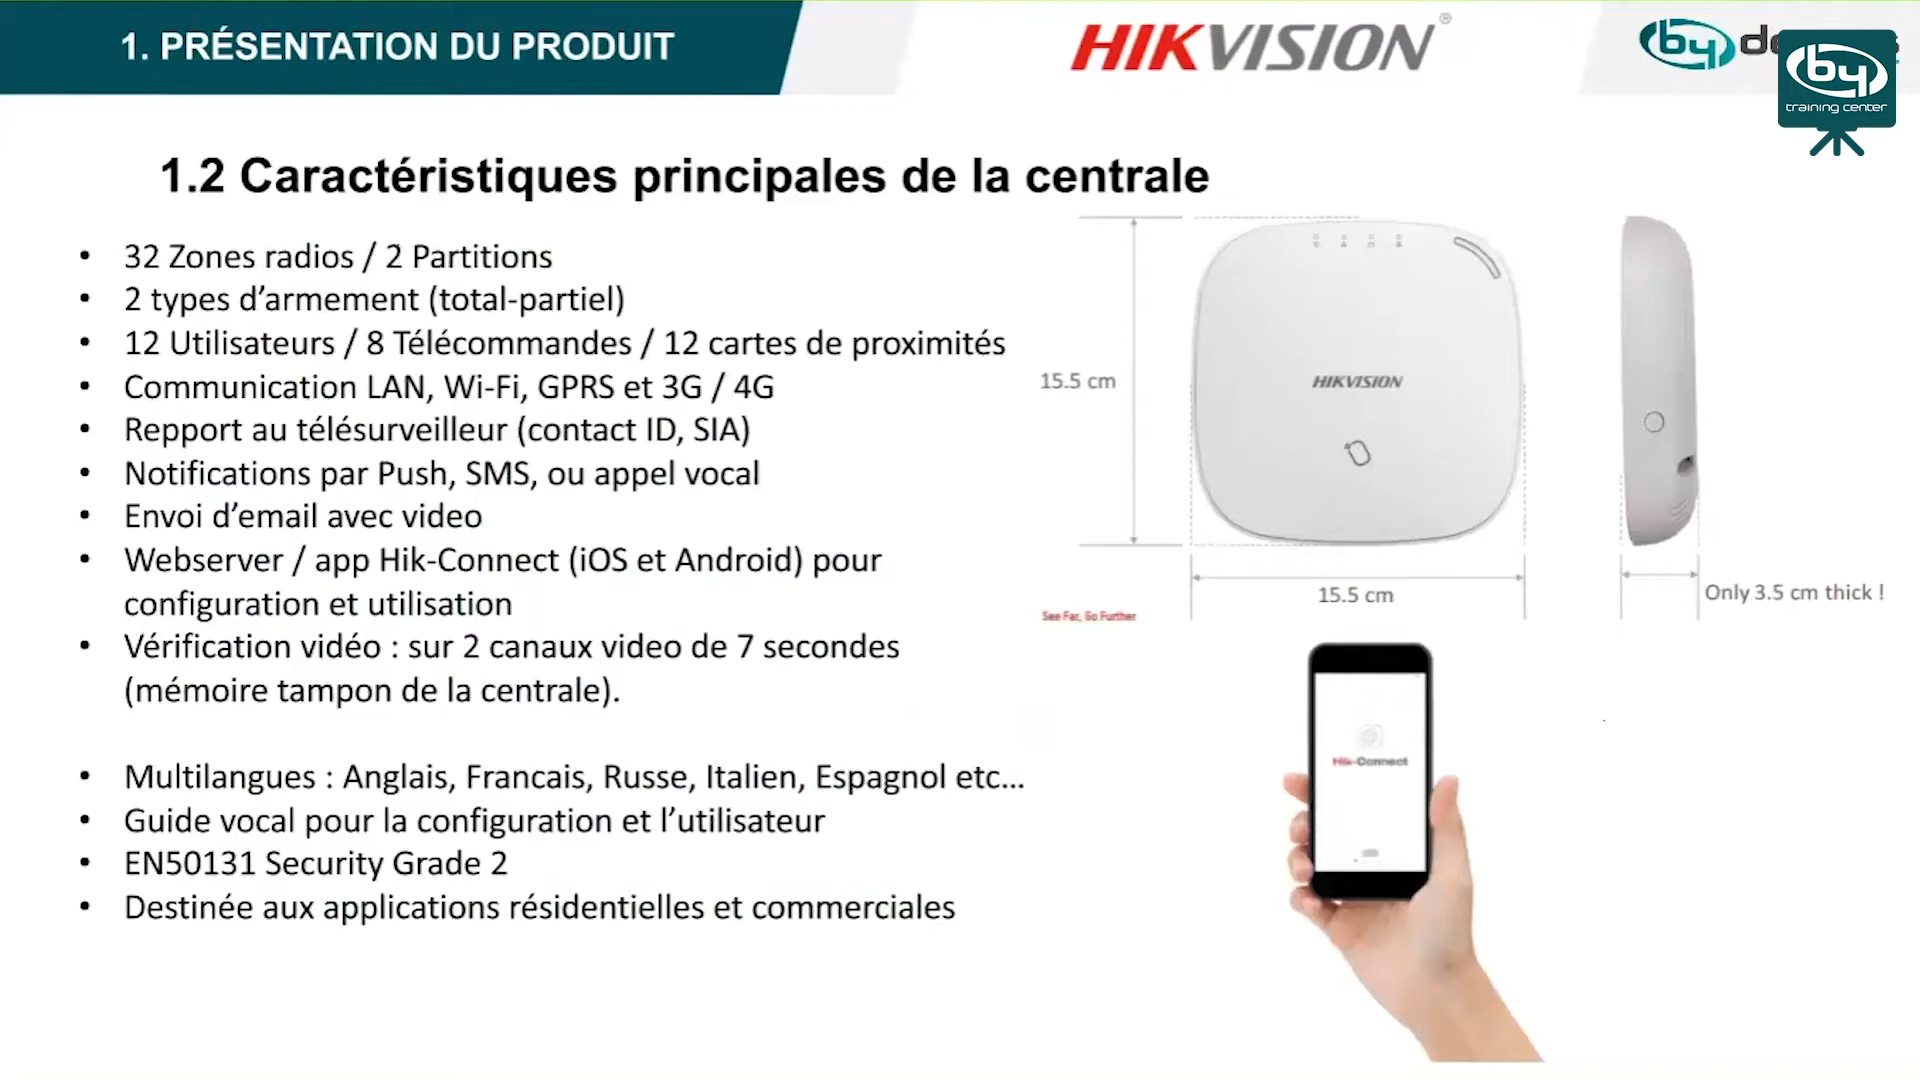 1. PRÉSENTATION DU PRODUIT
HIKVISION®
by
by
training center
1.2 Caractéristiques principales de la centrale
• 32 Zones radios / 2 Partitions
• 2 types d’armement (total-partiel)
• 12 Utilisateurs / 8 Télécommandes / 12 cartes de proximités
• Communication LAN, Wi-Fi, GPRS et 3G / 4G
• Repport au télésurveilleur (contact ID, SIA)
• Notifications par Push, SMS, ou appel vocal
• Envoi d’email avec video
• Webserver / app Hik-Connect (iOS et Android) pour
configuration et utilisation
• Vérification vidéo : sur 2 canaux video de 7 secondes
(mémoire tampon de la centrale).
• Multilangues : Anglais, Francais, Russe, Italien, Espagnol etc...
• Guide vocal pour la configuration et l’utilisateur
• EN50131 Security Grade 2
• Destinée aux applications résidentielles et commerciales
15.5 cm
HIKVISION
15.5 cm
Only 3.5 cm thick !
See Far, Go Further
Hik-Connect